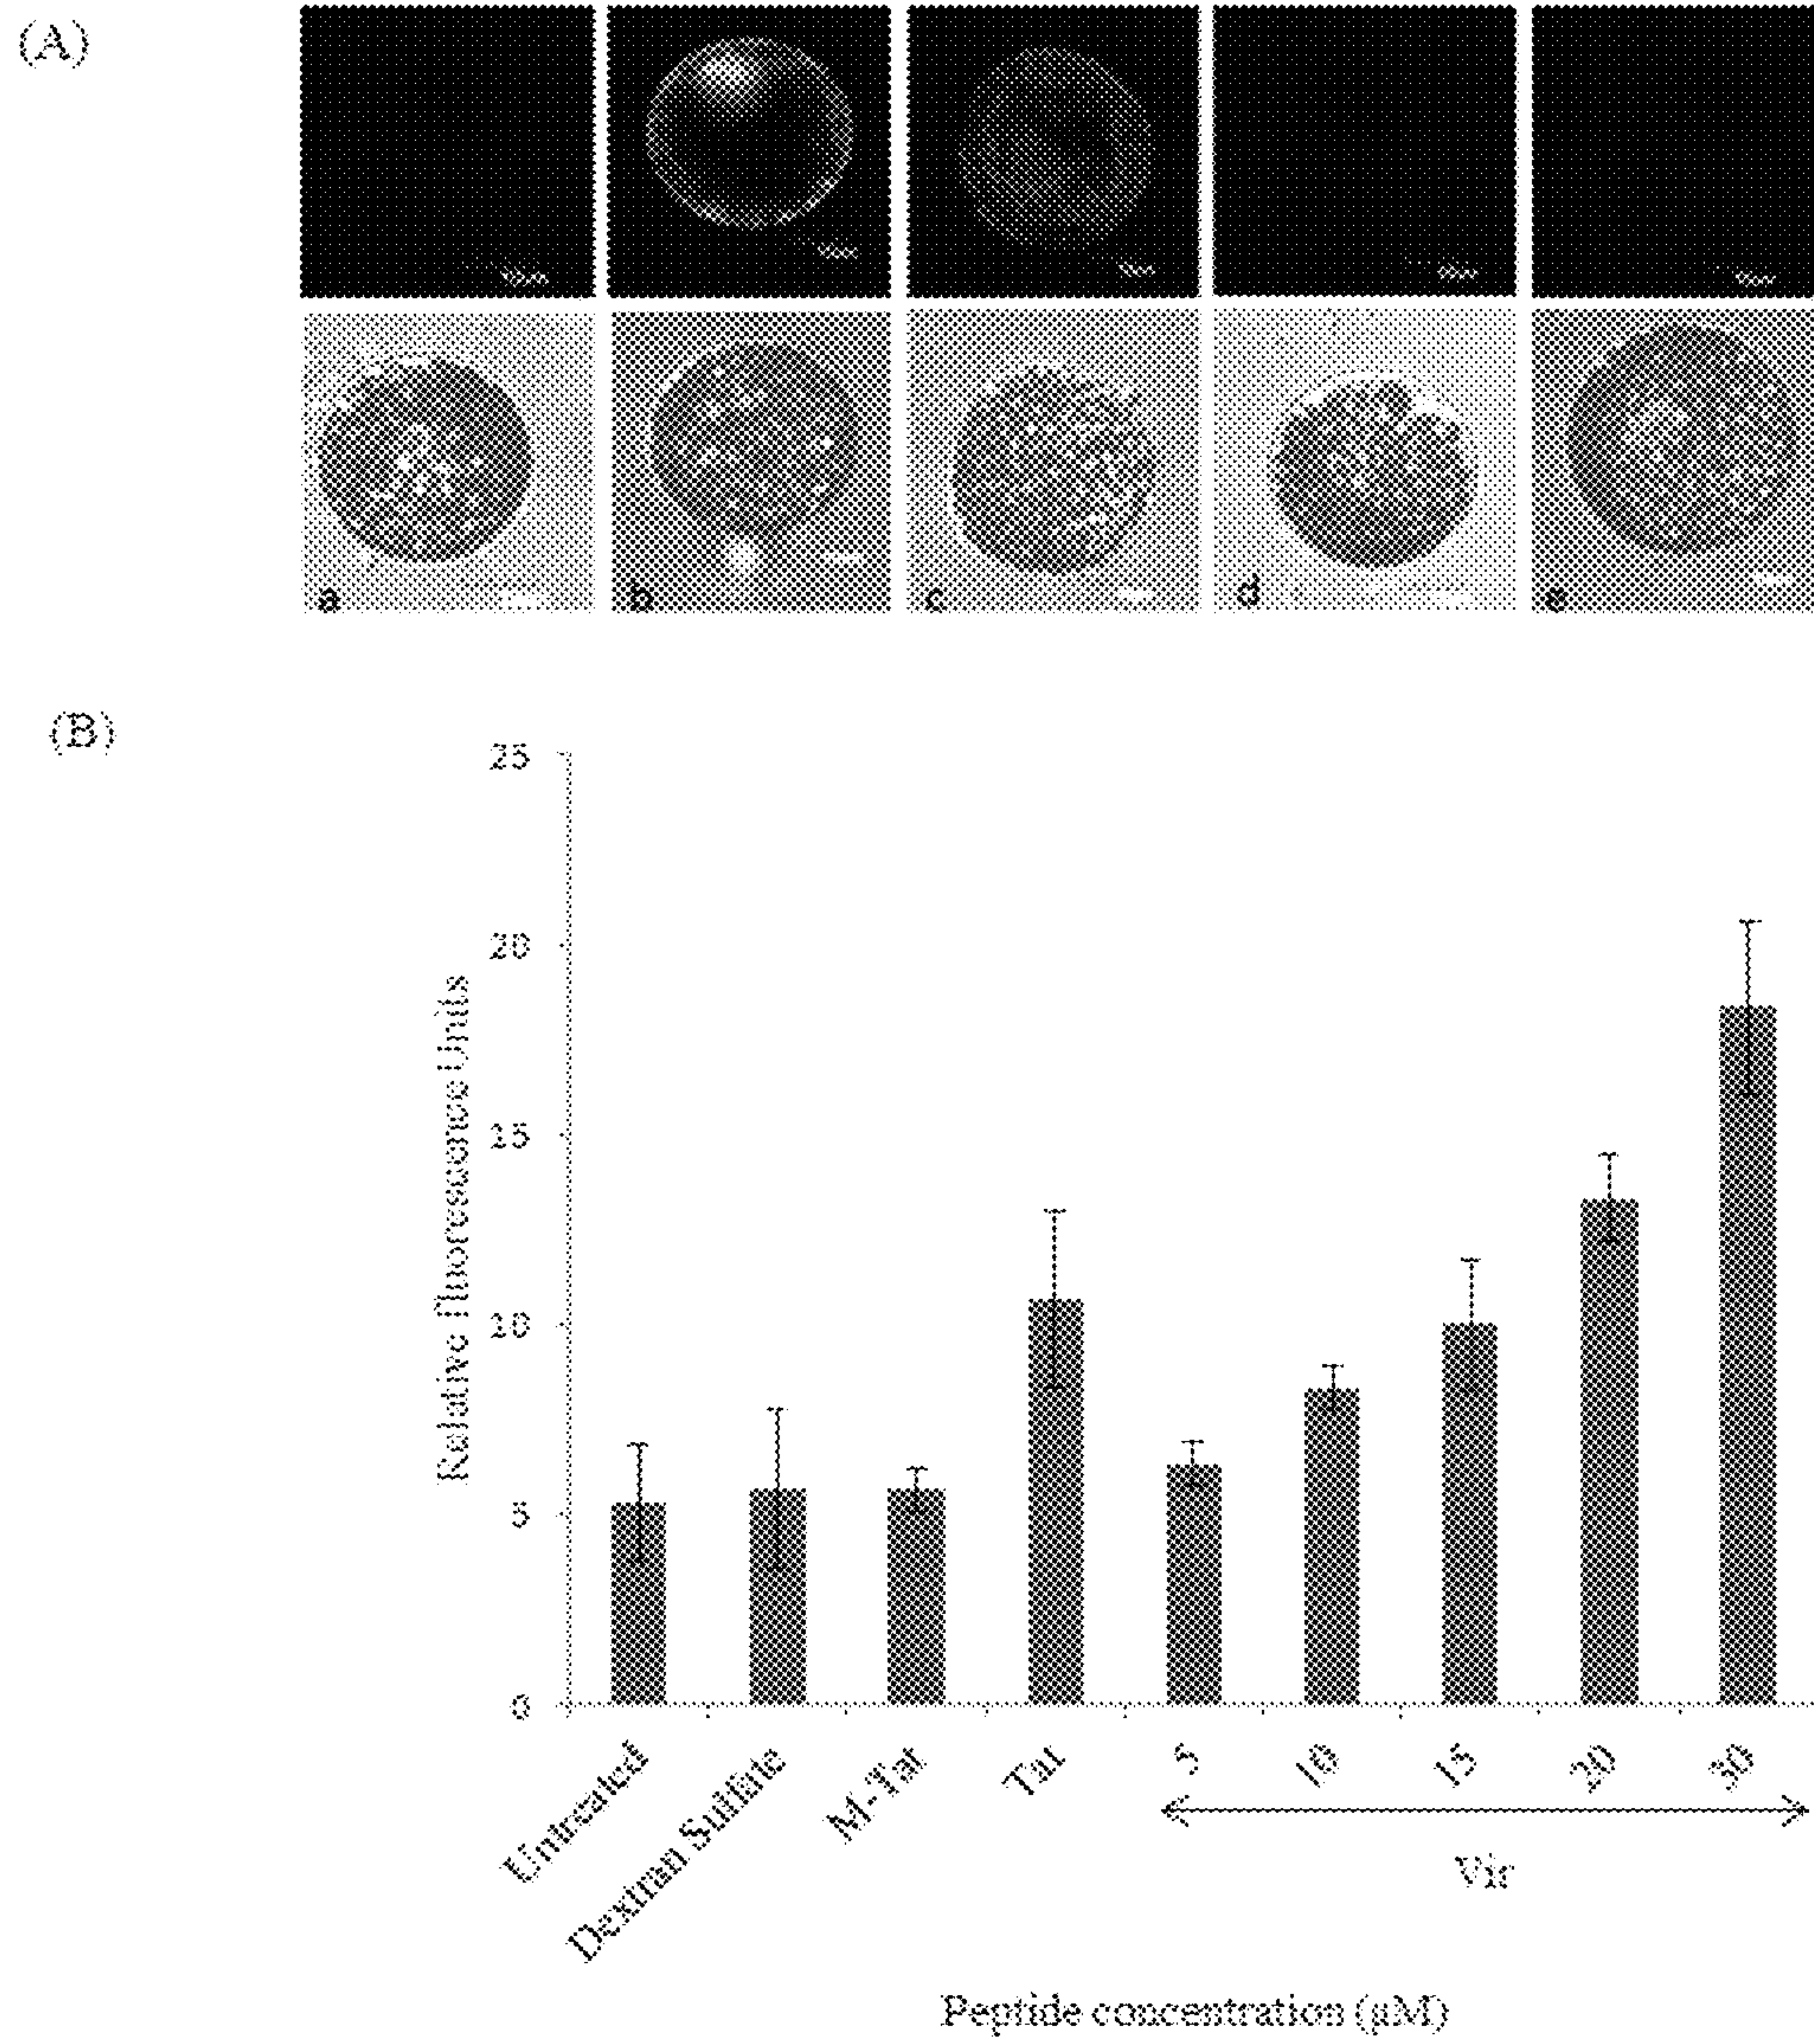 (A)
a b c d e
(B)
25
20
15
10
5
0
Relative fluorescence Units
Untreated
Dextran Sulfate
M-Tat
Tat
5 10 15 20 30
Vir
Peptide concentration (µM)